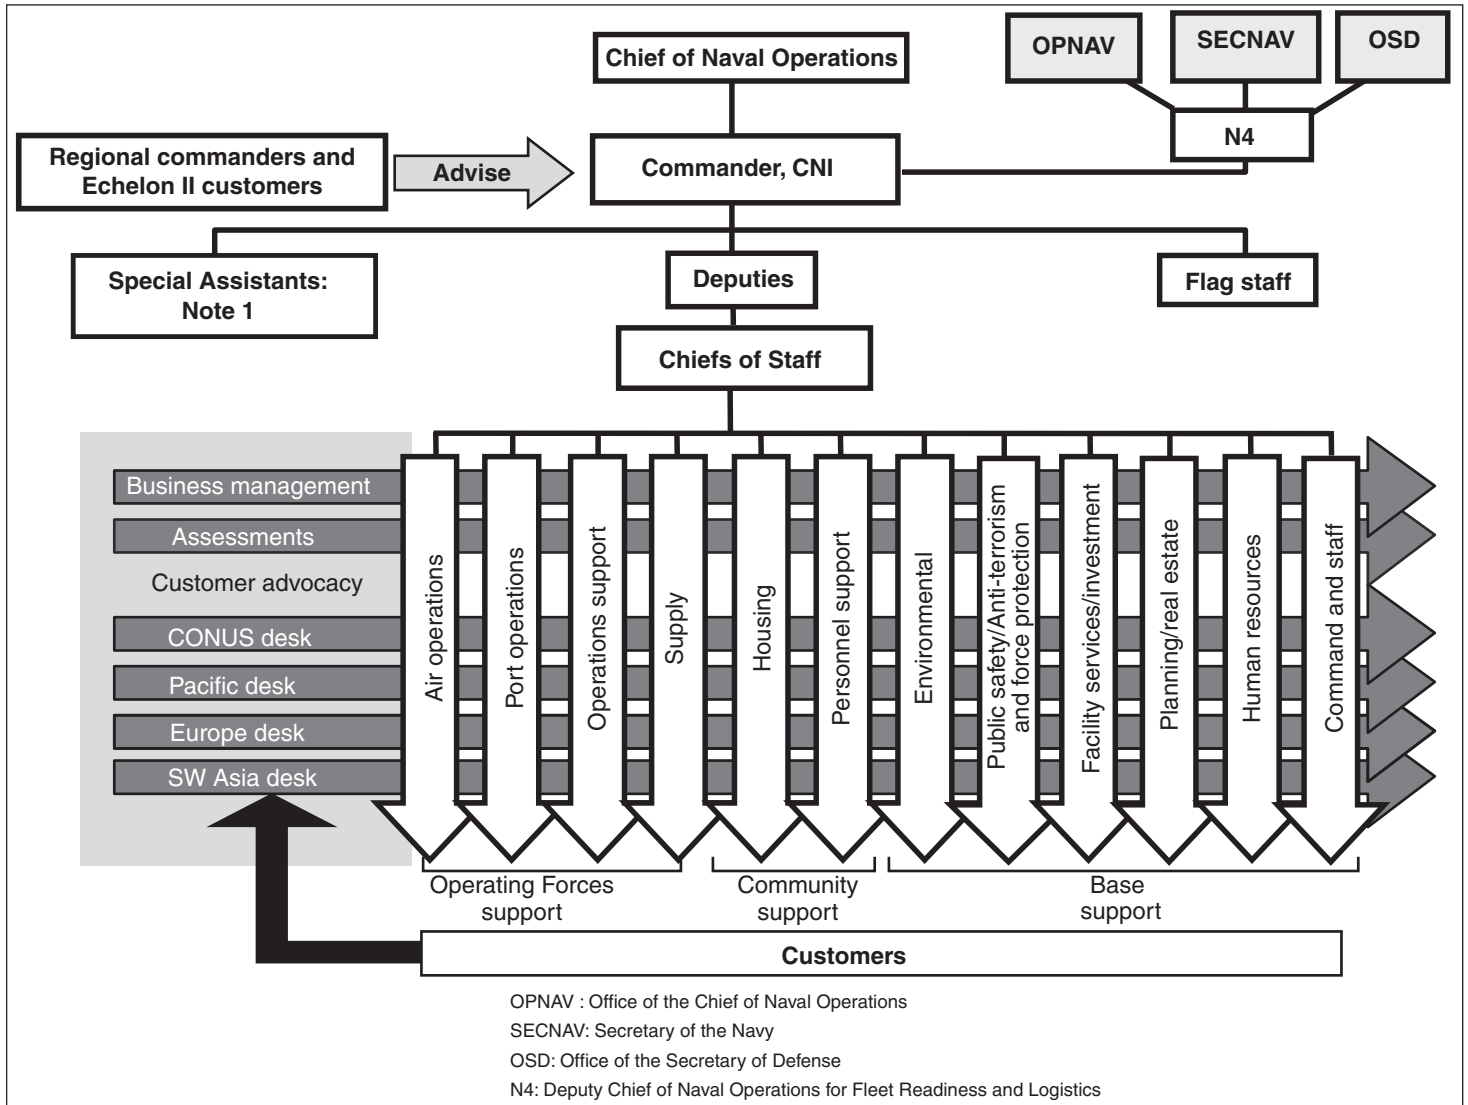 Chief of Naval Operations
OPNAV
SECNAV
OSD
N4
Regional commanders and
Echelon II customers
Advise
Commander, CNI
Special Assistants:
Note 1
Deputies
Flag staff
Chiefs of Staff
Business management
Assessments
Customer advocacy
CONUS desk
Pacific desk
Europe desk
SW Asia desk
Air operations
Port operations
Operations support
Supply
Housing
Personnel support
Environmental
Public safety/Anti-terrorism
and force protection
Facility services/investment
Planning/real estate
Human resources
Command and staff
Operating Forces
support
Community
support
Base
support
Customers
OPNAV : Office of the Chief of Naval Operations
SECNAV: Secretary of the Navy
OSD: Office of the Secretary of Defense
N4: Deputy Chief of Naval Operations for Fleet Readiness and Logistics